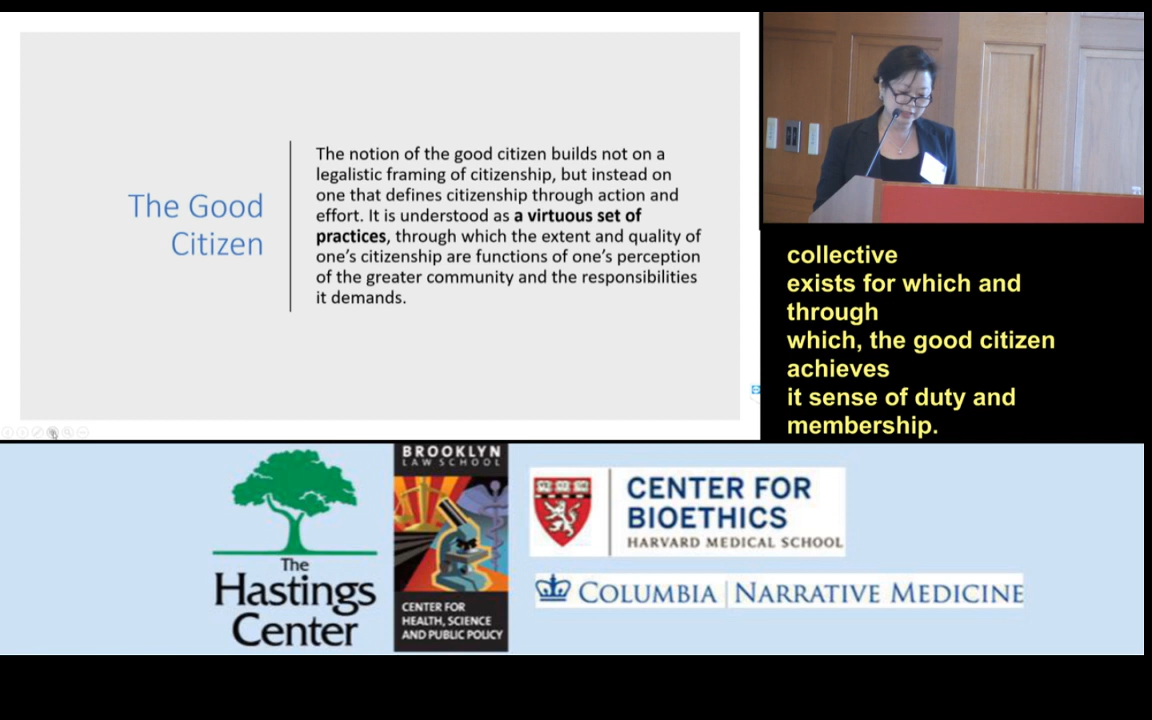 The Good
Citizen
The notion of the good citizen builds not on a
legalistic framing of citizenship, but instead on
one that defines citizenship through action and
effort. It is understood as a virtuous set of
practices, through which the extent and quality of
one's citizenship are functions of one's perception
of the greater community and the responsibilities
it demands.
collective
exists for which and
through
which, the good citizen
achieves
it sense of duty and
membership.
The
Hastings
Center
BROOKLYN
LAW SCHOOL
CENTER FOR
HEALTH, SCIENCE
AND PUBLIC POLICY
VE RI TAS
CENTER FOR
BIOETHICS
HARVARD MEDICAL SCHOOL
COLUMBIA | NARRATIVE MEDICINE